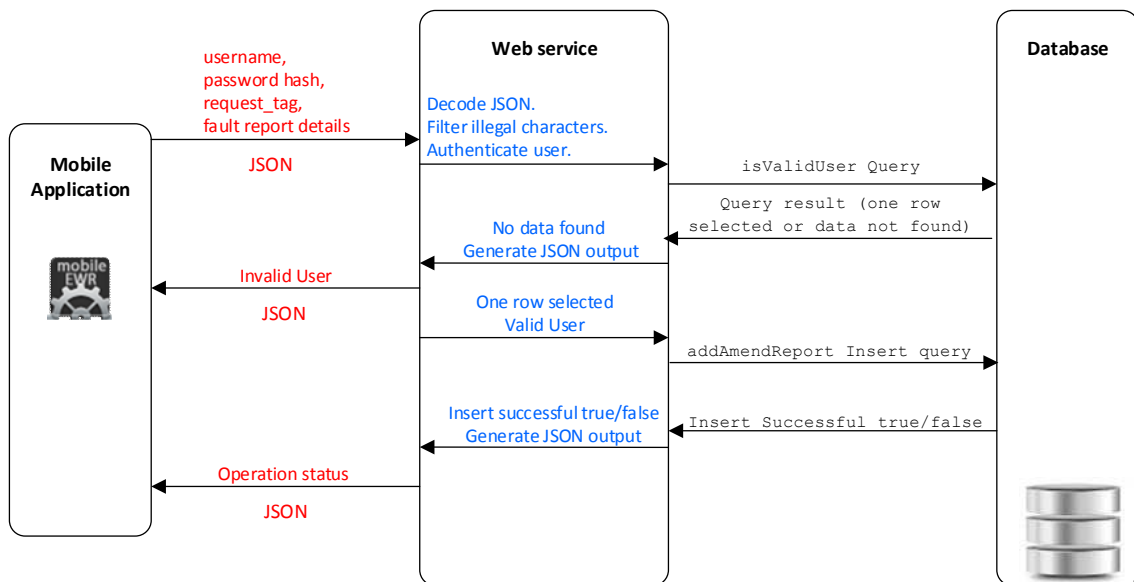 Web service
Database
username,
password hash,
request_tag,
fault report details
JSON
Decode JSON.
Filter illegal characters.
Authenticate user.
Mobile
Application
isValidUser Query
Query result (one row
selected or data not found)
No data found
Generate JSON output
mobile
EWR
Invalid User
JSON
One row selected
Valid User
addAmendReport Insert query
Insert successful true/false
Generate JSON output
Insert Successful true/false
Operation status
JSON